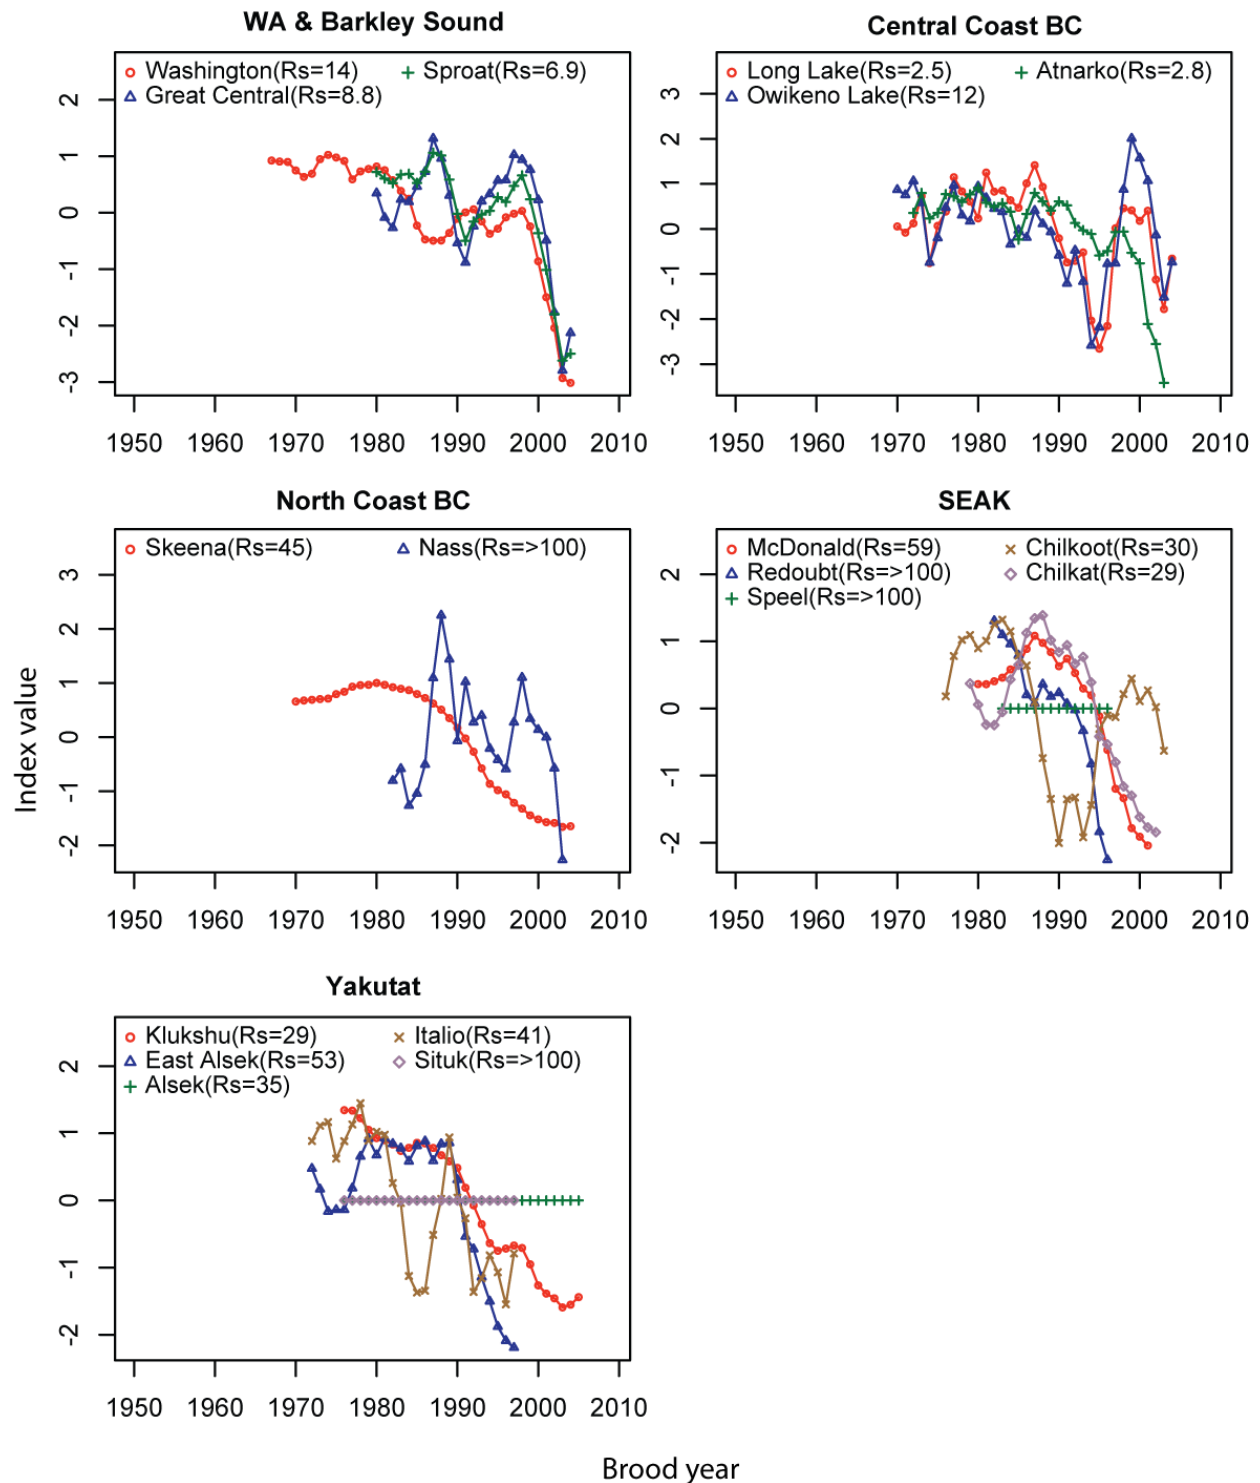 WA & Barkley Sound
Washington(Rs=14) Sproat(Rs=6.9)
Great Central(Rs=8.8)
2
1
0
-1
-2
-3
1950 1960 1970 1980 1990 2000 2010
Central Coast BC
Long Lake(Rs=2.5) Atnarko(Rs=2.8)
Owikeno Lake(Rs=12)
3
2
1
0
-1
-2
-3
1950 1960 1970 1980 1990 2000 2010
North Coast BC
Skeena(Rs=45) Nass(Rs=>100)
3
2
1
0
-1
-2
1950 1960 1970 1980 1990 2000 2010
SEAK
McDonald(Rs=59) Chilkoot(Rs=30)
Redoubt(Rs=>100) Chilkat(Rs=29)
Speel(Rs=>100)
2
1
0
-1
-2
1950 1960 1970 1980 1990 2000 2010
Index value
Yakutat
Klukshu(Rs=29) Italio(Rs=41)
East Alsek(Rs=53) Situk(Rs=>100)
Alsek(Rs=35)
2
1
0
-1
-2
1950 1960 1970 1980 1990 2000 2010
Brood year